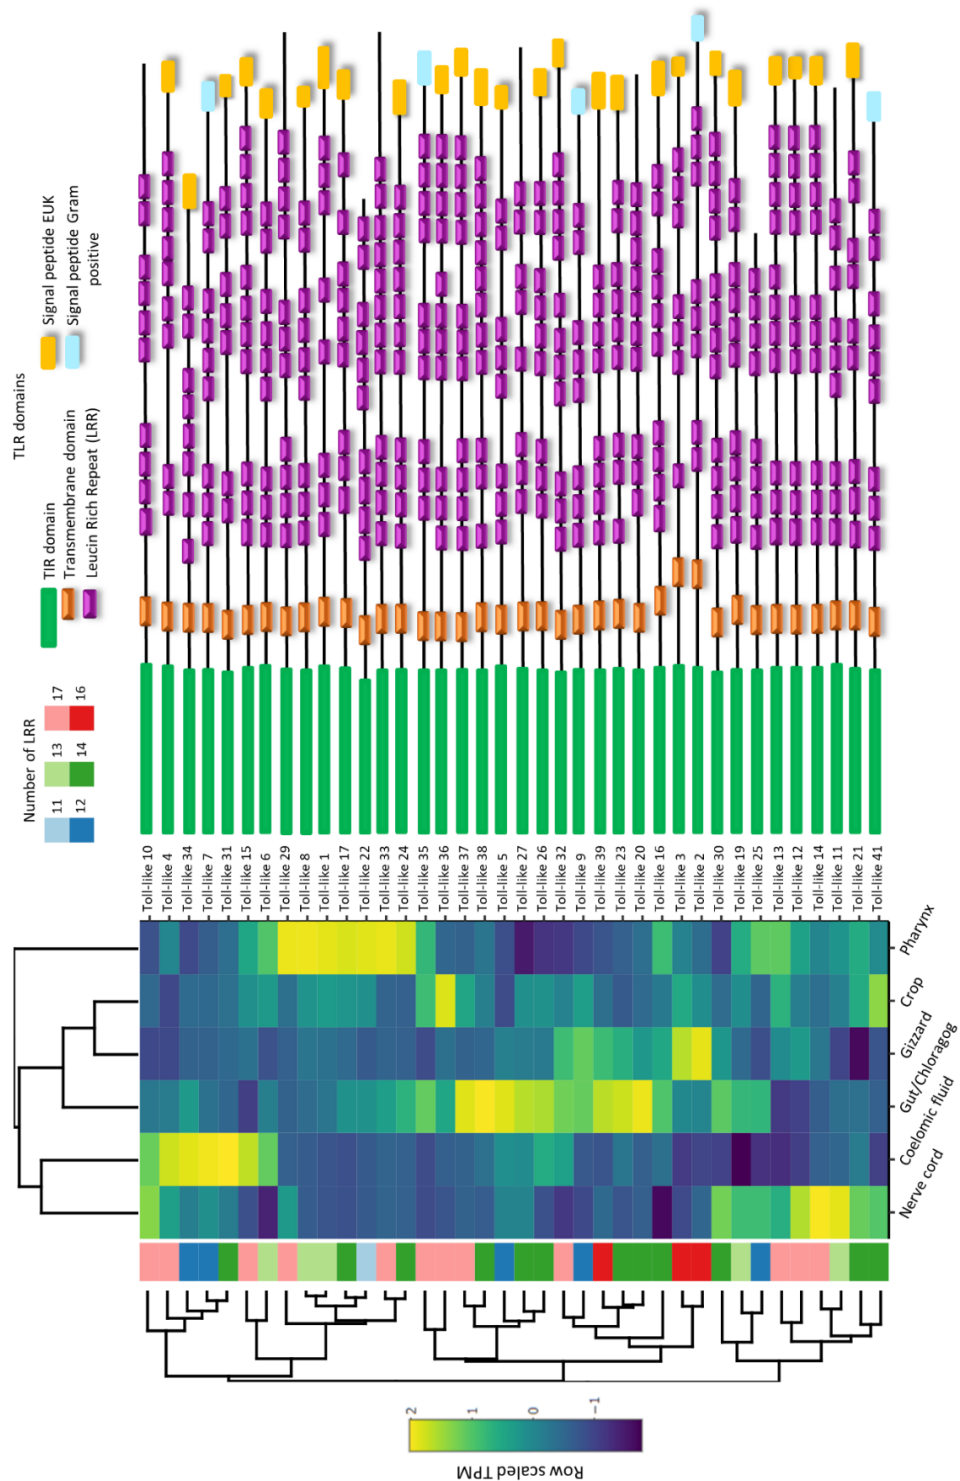 TLR domains
Number of LRR
11
13
17
12
14
16
TIR domain
Transmembrane domain
Leucin Rich Repeat (LRR)
Signal peptide EUK
Signal peptide Gram
positive
Toll-like 10
Toll-like 4
Toll-like 34
Toll-like 7
Toll-like 31
Toll-like 15
Toll-like 6
Toll-like 29
Toll-like 8
Toll-like 1
Toll-like 17
Toll-like 22
Toll-like 33
Toll-like 24
Toll-like 35
Toll-like 36
Toll-like 37
Toll-like 38
Toll-like 5
Toll-like 27
Toll-like 26
Toll-like 32
Toll-like 9
Toll-like 39
Toll-like 23
Toll-like 20
Toll-like 16
Toll-like 3
Toll-like 2
Toll-like 30
Toll-like 19
Toll-like 25
Toll-like 13
Toll-like 12
Toll-like 14
Toll-like 11
Toll-like 21
Toll-like 41
Nerve cord
Coelomic fluid
Gut/Chloragog
Gizzard
Crop
Pharynx
2
1
0
-1
Row scaled TPM